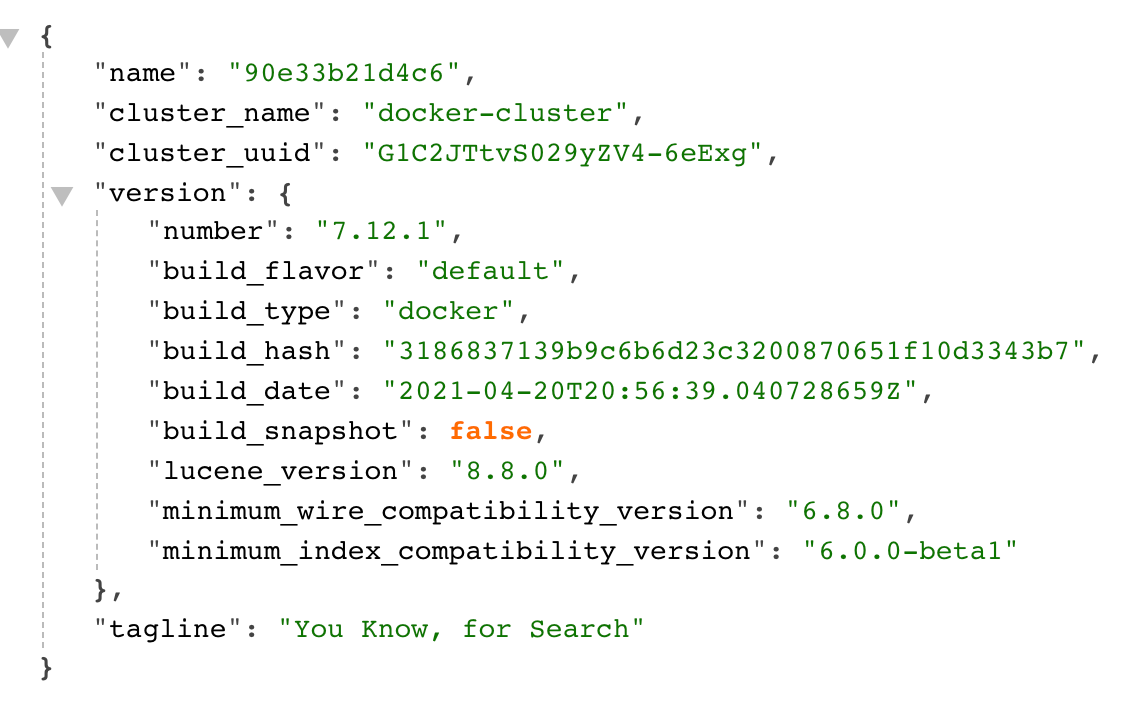 {
"name": "90e33b21d4c6",
"cluster_name": "docker-cluster",
"cluster_uuid": "G1C2JTtvS029yZV4-6eExg",
"version": {
"number": "7.12.1",
"build_flavor": "default",
"build_type": "docker",
"build_hash": "3186837139b9c6b6d23c3200870651f10d3343b7",
"build_date": "2021-04-20T20:56:39.040728659Z",
"build_snapshot": false,
"lucene_version": "8.8.0",
"minimum_wire_compatibility_version": "6.8.0",
"minimum_index_compatibility_version": "6.0.0-beta1"
},
"tagline": "You Know, for Search"
}